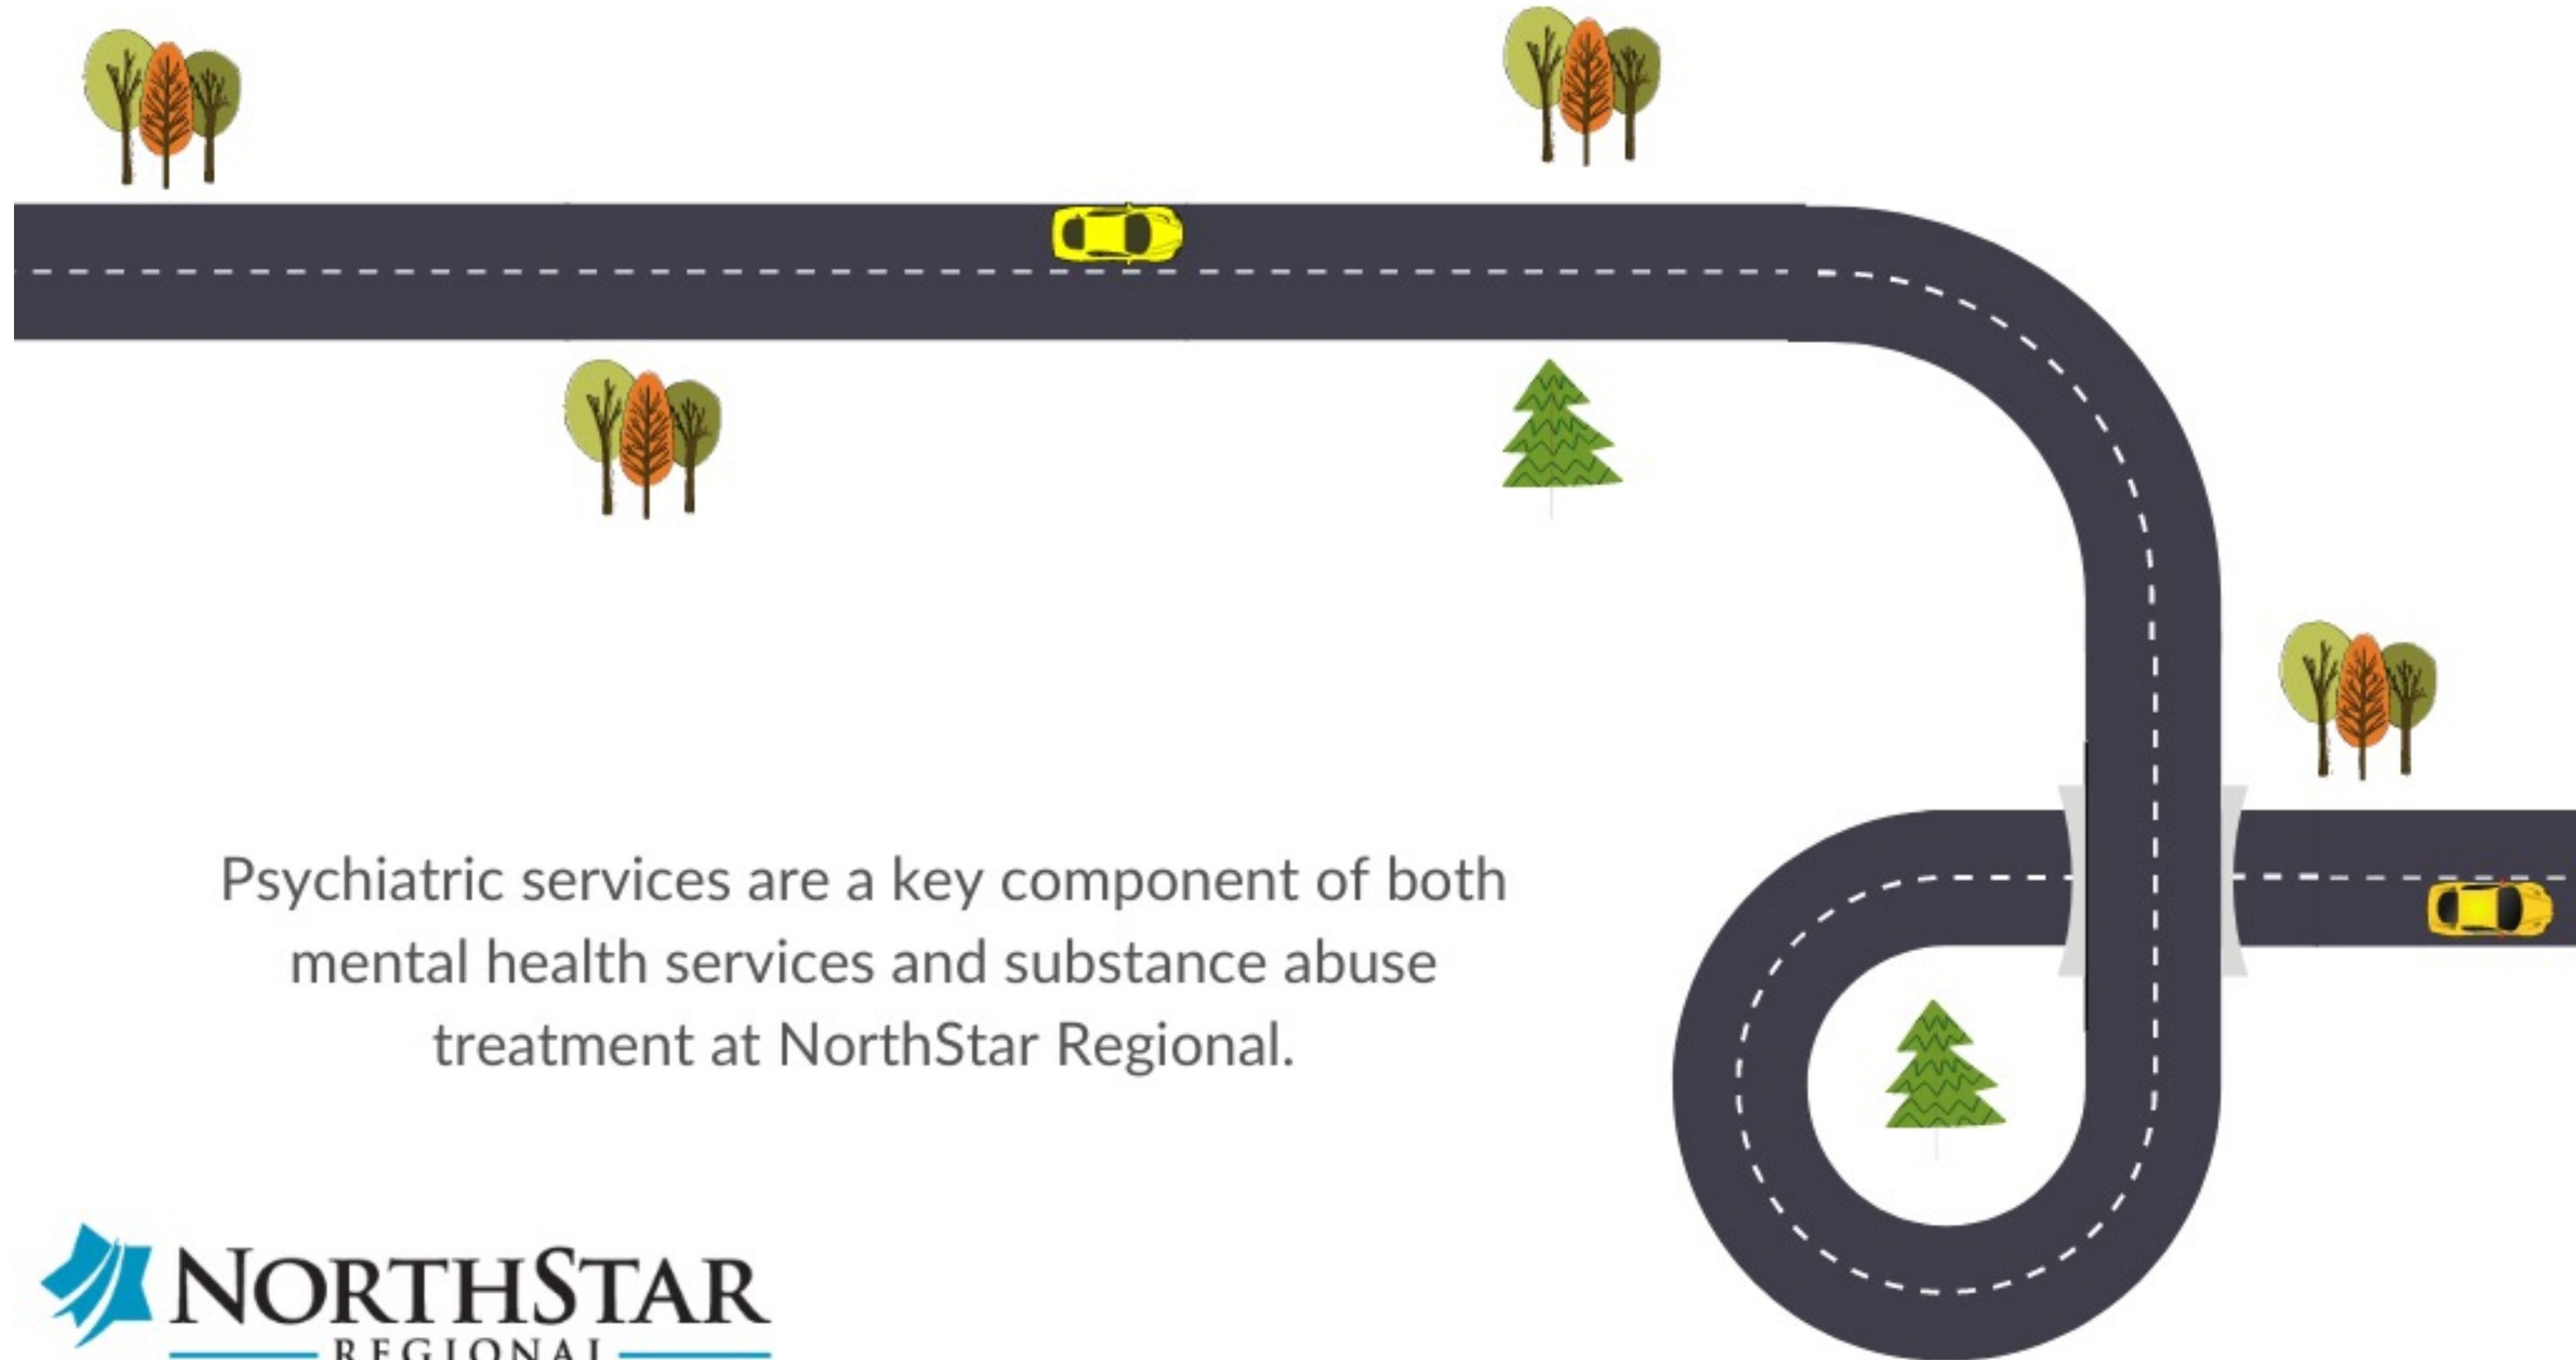 Psychiatric services are a key component of both
mental health services and substance abuse
treatment at NorthStar Regional.
NORTHSTAR
REGIONAL